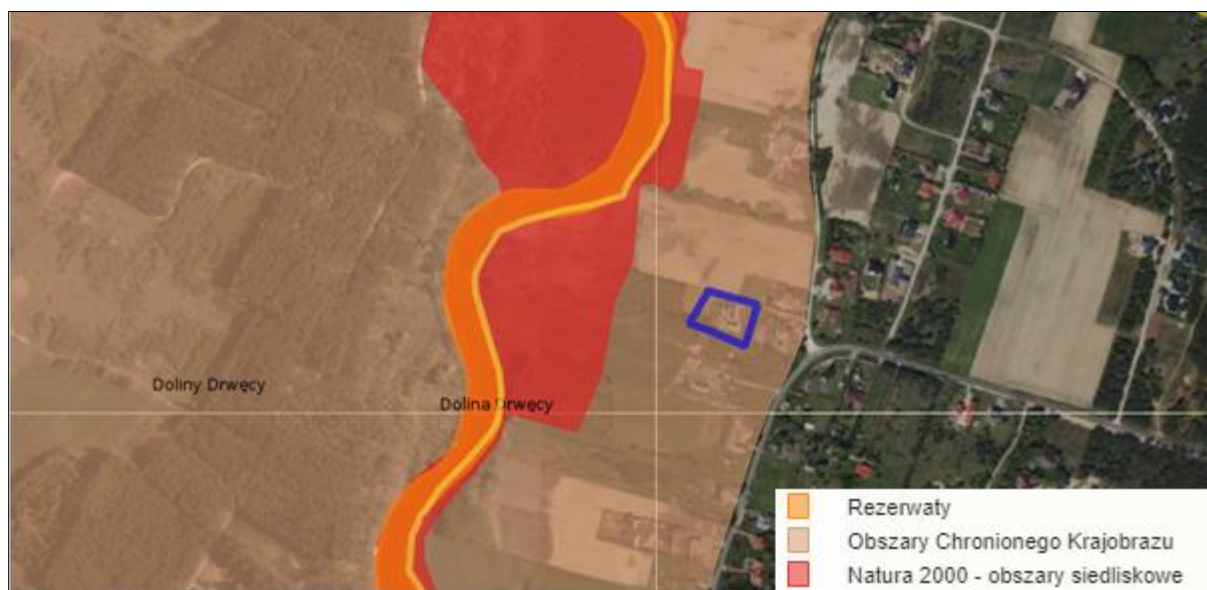 Doliny Drwęcy
Dolina Drwęcy
Rezerwaty
Obszary Chronionego Krajobrazu
Natura 2000 - obszary siedliskowe